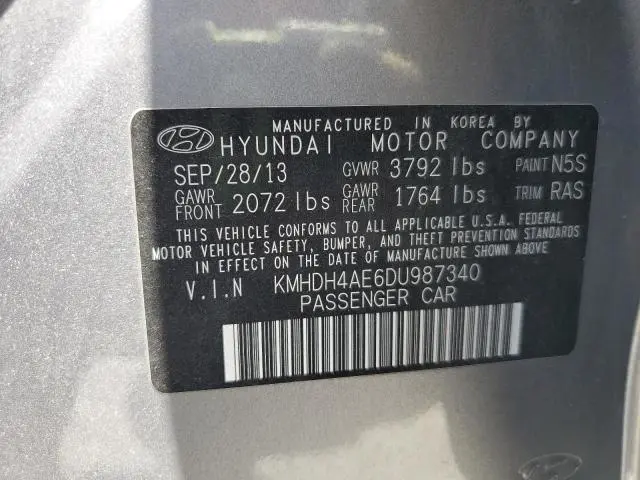 MANUFACTURED IN KOREA BY
HYUNDAI MOTOR COMPANY
SEP/28/13 GVWR 3792 lbs PAINT N5S
GAWR FRONT 2072 lbs GAWR REAR 1764 lbs TRIM RAS
THIS VEHICLE CONFORMS TO ALL APPLICABLE U.S.A. FEDERAL
MOTOR VEHICLE SAFETY, BUMPER, AND THEFT PREVENTION STANDARDS
IN EFFECT ON THE DATE OF MANUFACTURE SHOWN ABOVE
V.I.N KMHDH4AE6DU987340
PASSENGER CAR